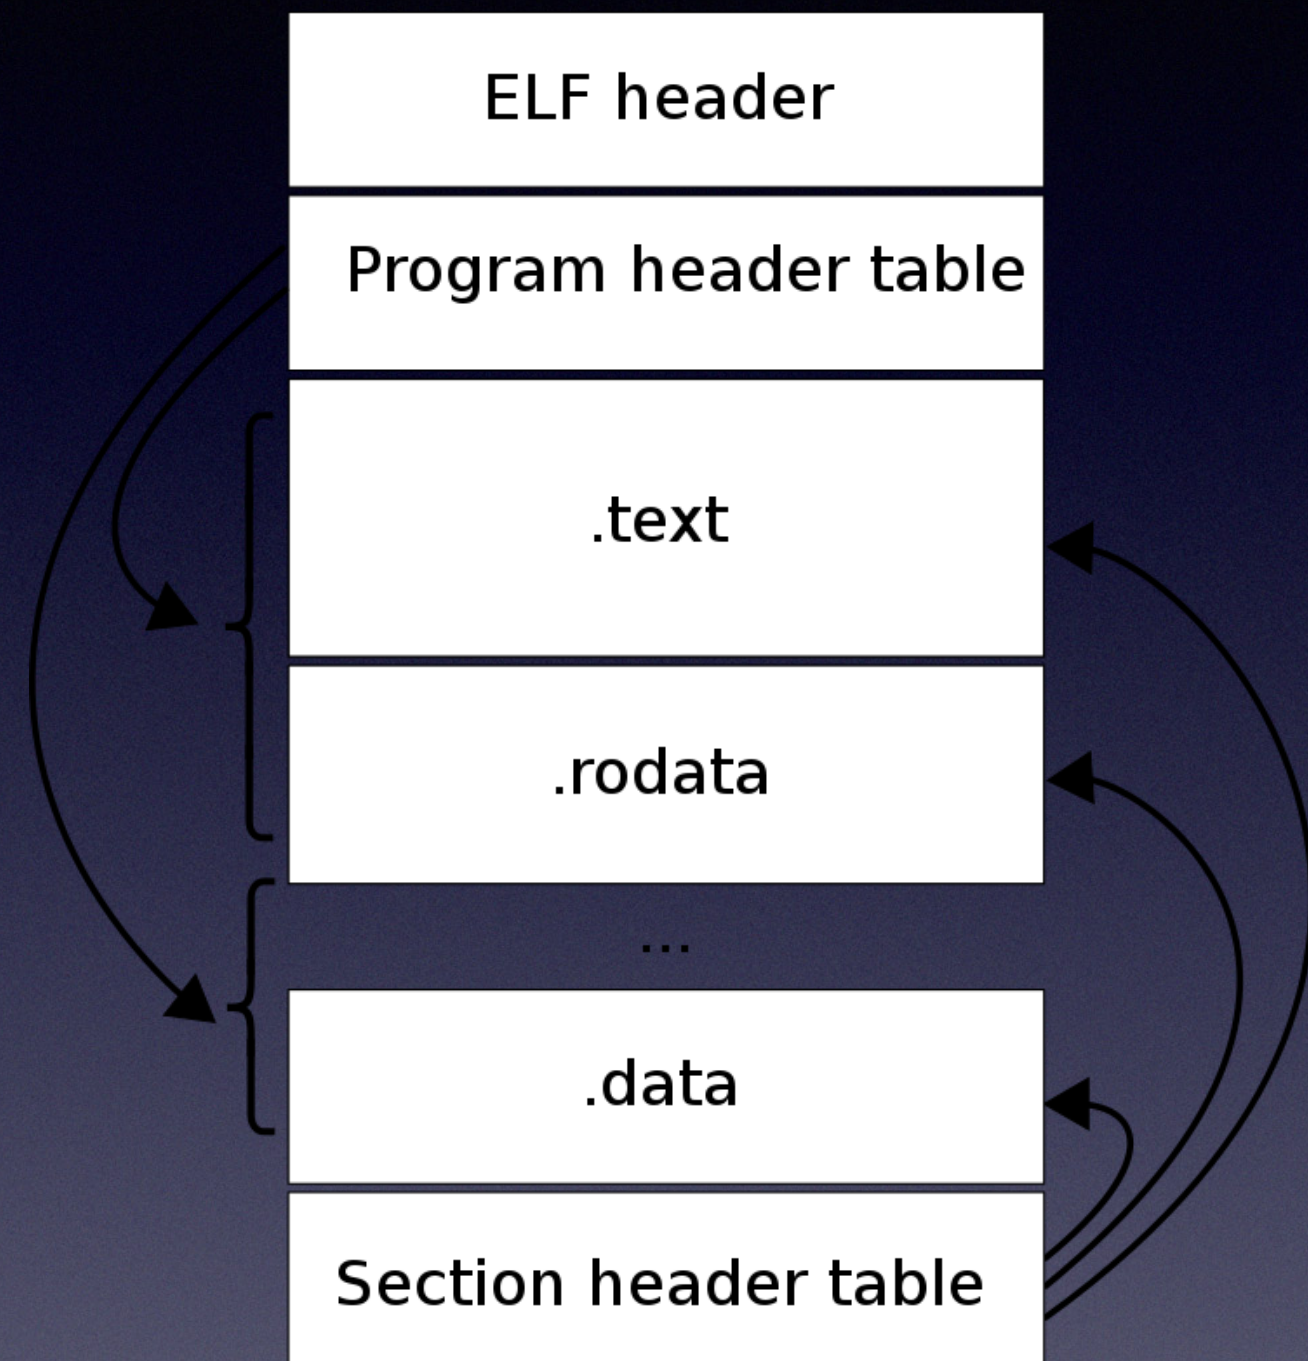 ELF header
Program header table
.text
.rodata
...
.data
Section header table